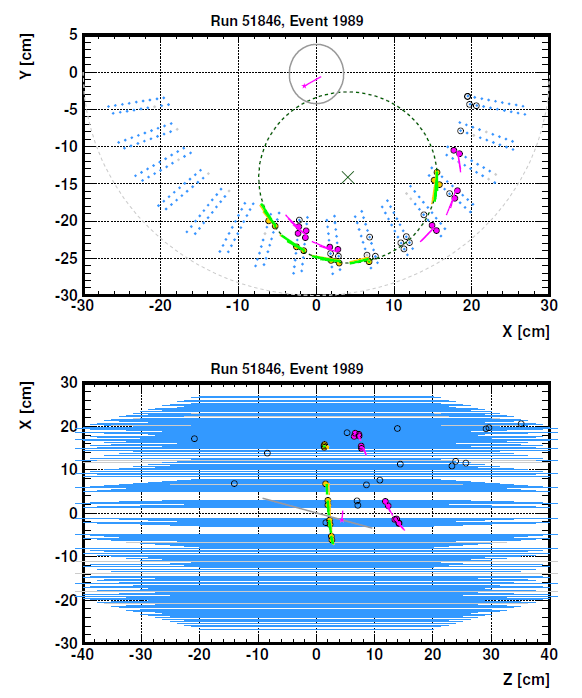 Run 51846, Event 1989
Y [cm]
5
0
-5
-10
-15
-20
-25
-30
-30 -20 -10 0 10 20 30
X [cm]
Run 51846, Event 1989
X [cm]
30
20
10
0
-10
-20
-30
-40 -30 -20 -10 0 10 20 30 40
Z [cm]